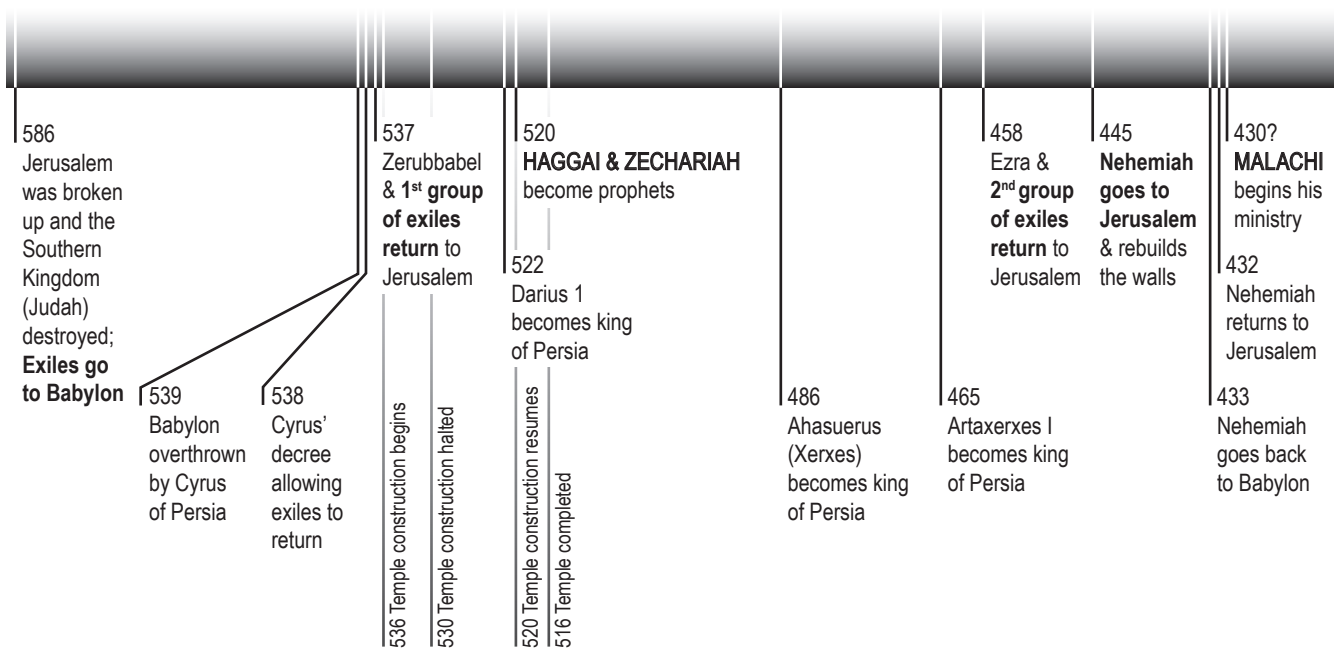 586
Jerusalem
was broken
up and the
Southern
Kingdom
(Judah)
destroyed;
Exiles go
to Babylon
539
Babylon
overthrown
by Cyrus
of Persia
538
Cyrus'
decree
allowing
exiles to
return
537
Zerubbabel
& 1st group
of exiles
return to
Jerusalem
536 Temple construction begins
530 Temple construction halted
522
Darius 1
becomes king
of Persia
520
HAGGAI & ZECHARIAH
become prophets
520 Temple construction resumes
516 Temple completed
486
Ahasuerus
(Xerxes)
becomes king
of Persia
465
Artaxerxes I
becomes king
of Persia
458
Ezra &
2nd group
of exiles
return to
Jerusalem
445
Nehemiah
goes to
Jerusalem
& rebuilds
the walls
433
Nehemiah
goes back
to Babylon
432
Nehemiah
returns to
Jerusalem
430?
MALACHI
begins his
ministry